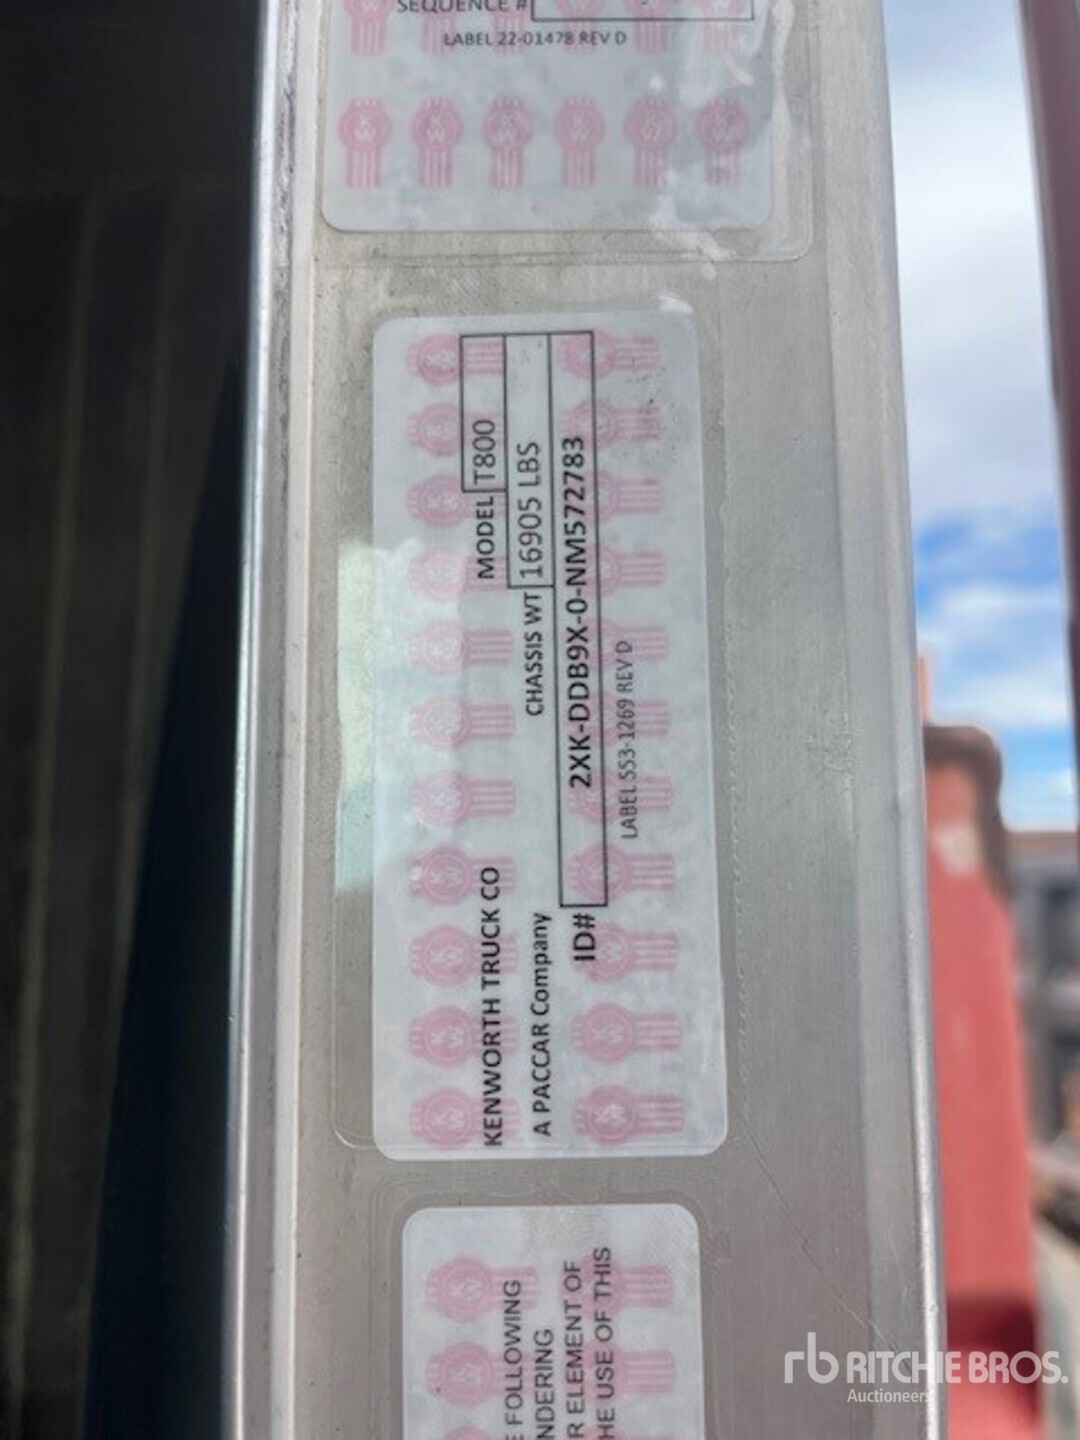 SEQUENCE #
LABEL 22-01478 REV D
KENWORTH TRUCK CO MODEL T800
A PACCAR Company CHASSIS WT 16905 LBS
ID# 2XK-DDB9X-0-NM572783
LABEL S53-1269 REV D
FOLLOWING
NDERING
R ELEMENT OF
HE USE OF THIS
rb RITCHIE BROS.
Auctioneers